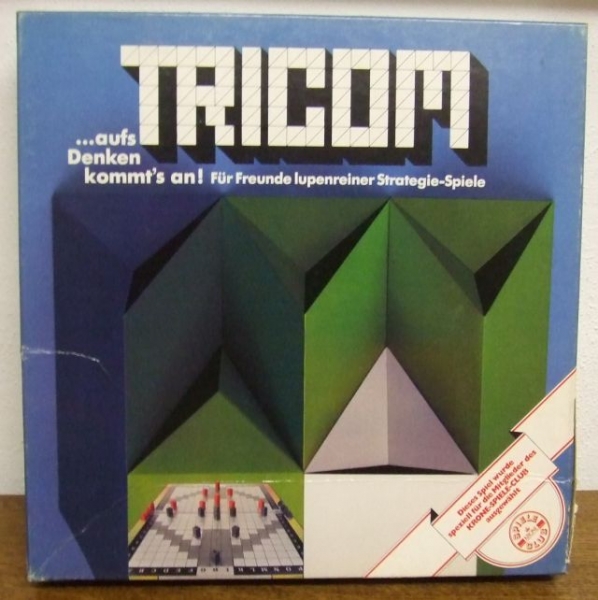 TRICOM
...aufs
Denken
kommt's an! Für Freunde lupenreiner Strategie-Spiele
Dieses Spiel wurde
speziell für die Mitglieder des
KRONE-SPIELE-CLUB
ausgewählt
SPIELE